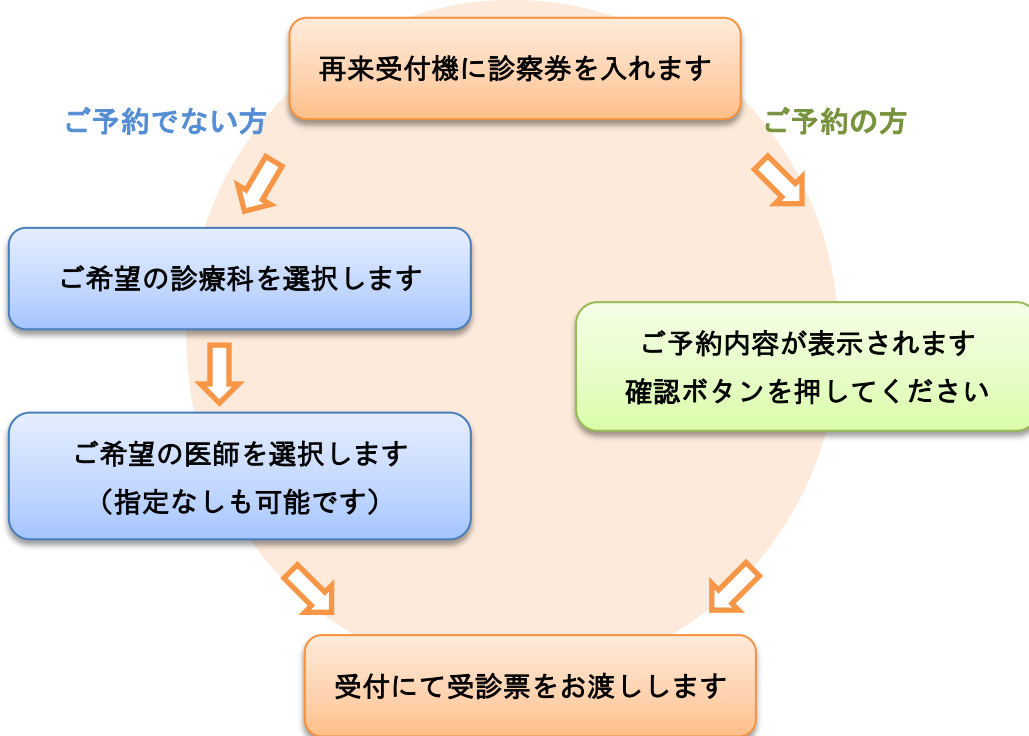 再来受付機に診察券を入れます
ご予約でない方
ご予約の方
ご希望の診療科を選択します
ご予約内容が表示されます
確認ボタンを押してください
ご希望の医師を選択します
（指定なしも可能です）
受付にて受診票をお渡しします